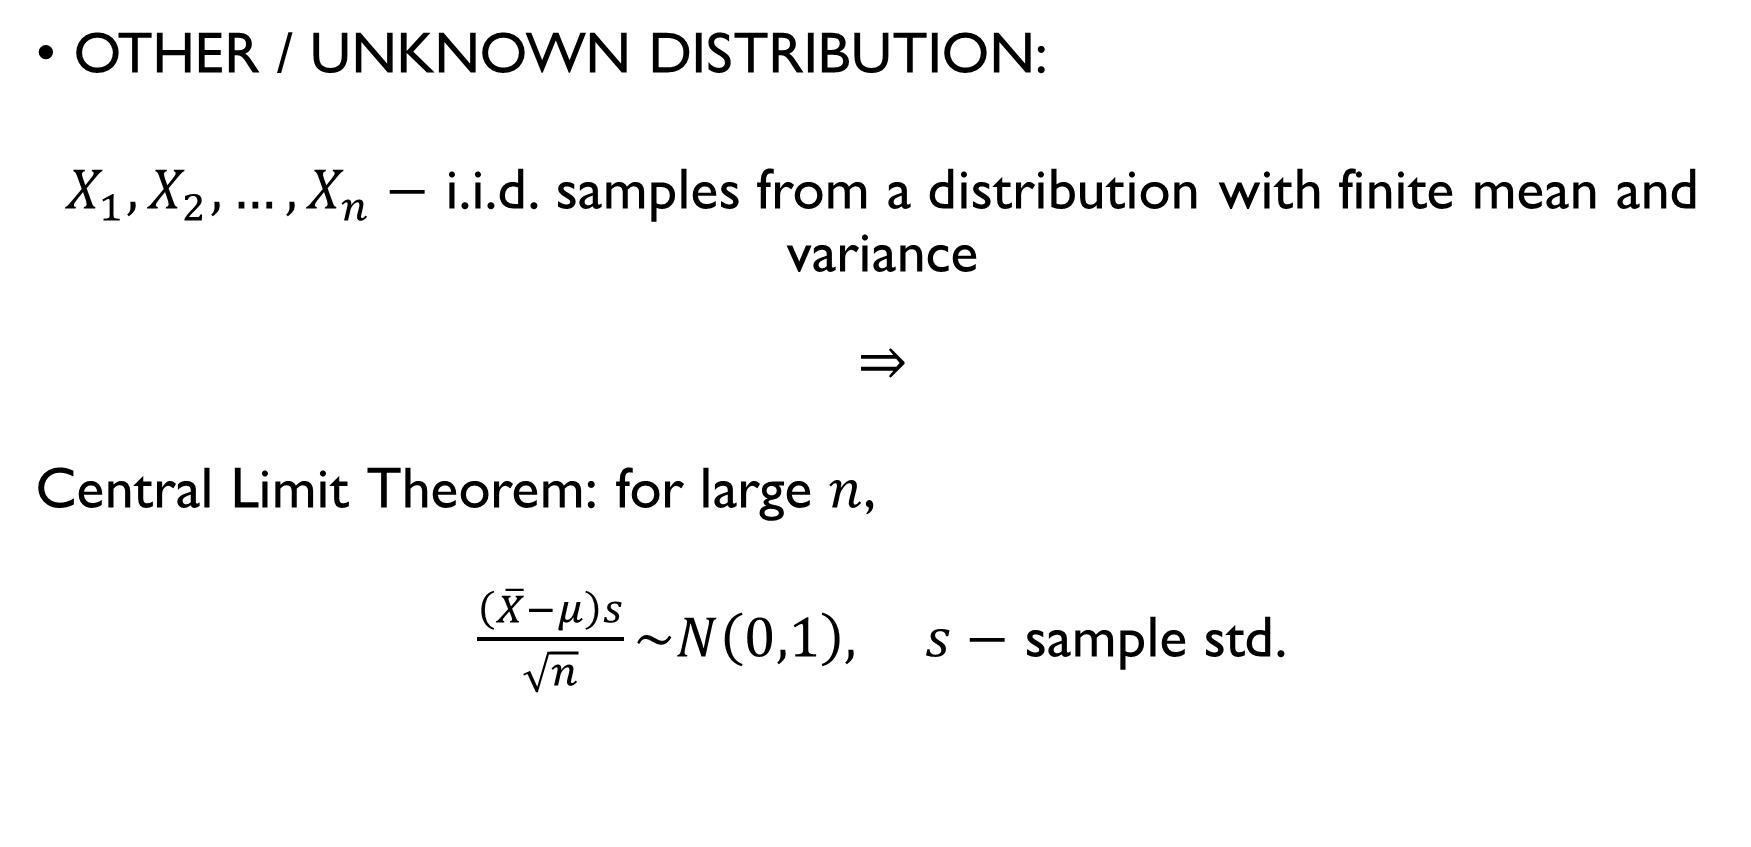 • OTHER / UNKNOWN DISTRIBUTION:
X₁, X₂, … , Xₙ − i.i.d. samples from a distribution with finite mean and
variance
⇒
Central Limit Theorem: for large n,
(X̄−μ)s/√n ~N(0,1), s − sample std.